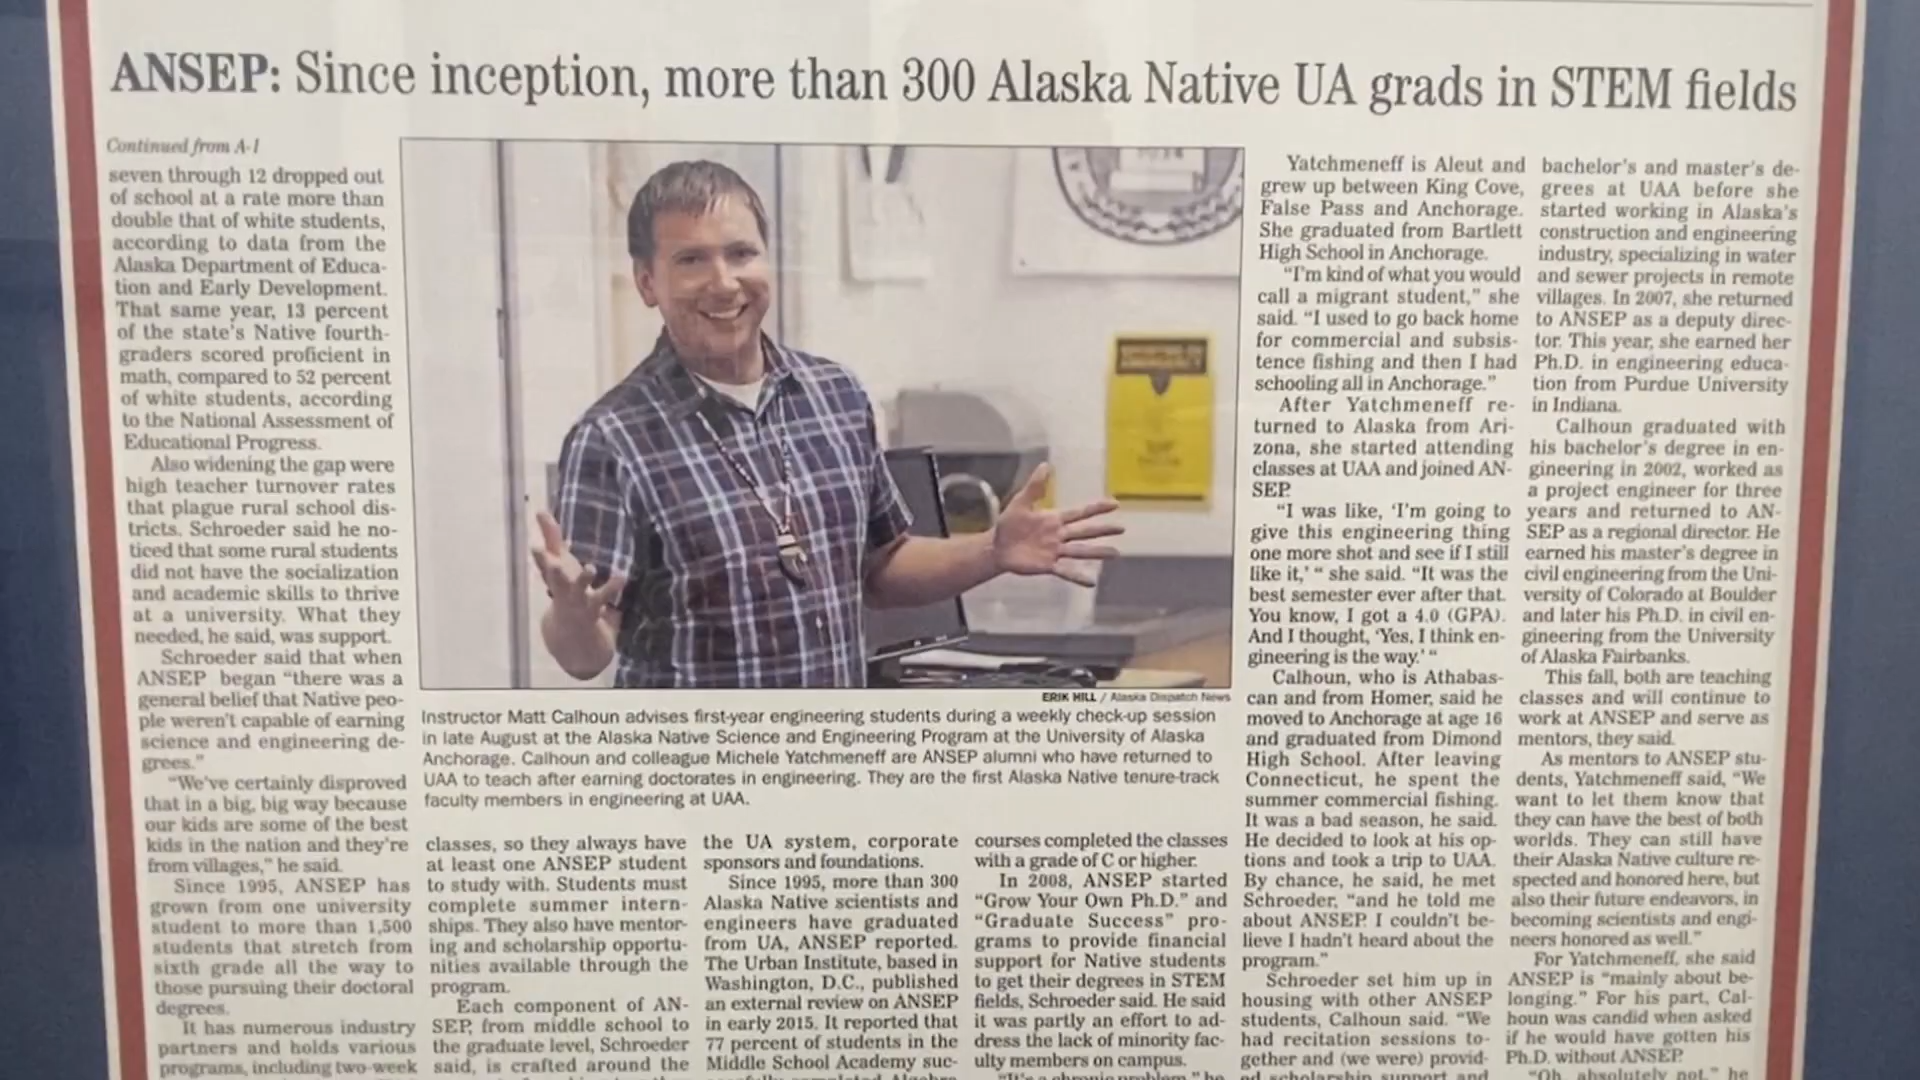 ANSEP: Since inception, more than 300 Alaska Native UA grads in STEM fields
Continued from A-1
seven through 12 dropped out
of school at a rate more than
double that of white students,
according to data from the
Alaska Department of Educa-
tion and Early Development.
That same year, 13 percent
of the state's Native fourth-
graders scored proficient in
math, compared to 52 percent
of white students, according
to the National Assessment of
Educational Progress.
Also widening the gap were
high teacher turnover rates
that plague rural school dis-
tricts. Schroeder said he no-
ticed that some rural students
did not have the socialization
and academic skills to thrive
at a university. What they
needed, he said, was support.
Schroeder said that when
ANSEP began “there was a
general belief that Native peo-
ple weren't capable of earning
science and engineering de-
grees.”
“We've certainly disproved
that in a big, big way because
our kids are some of the best
kids in the nation and they're
from villages,” he said.
Since 1995, ANSEP has
grown from one university
student to more than 1,500
students that stretch from
sixth grade all the way to
those pursuing their doctoral
degrees.
It has numerous industry
partners and holds various
programs, including two-week
ERIK HILL / Alaska Dispatch News
Instructor Matt Calhoun advises first-year engineering students during a weekly check-up session
in late August at the Alaska Native Science and Engineering Program at the University of Alaska
Anchorage. Calhoun and colleague Michele Yatchmeneff are ANSEP alumni who have returned to
UAA to teach after earning doctorates in engineering. They are the first Alaska Native tenure-track
faculty members in engineering at UAA.
classes, so they always have
at least one ANSEP student
to study with. Students must
complete summer intern-
ships. They also have mentor-
ing and scholarship opportu-
nities available through the
program.
Each component of AN-
SEP, from middle school to
the graduate level, Schroeder
said, is crafted around the
the UA system, corporate
sponsors and foundations.
Since 1995, more than 300
Alaska Native scientists and
engineers have graduated
from UA, ANSEP reported.
The Urban Institute, based in
Washington, D.C., published
an external review on ANSEP
in early 2015. It reported that
77 percent of students in the
Middle School Academy suc-
courses completed the classes
with a grade of C or higher.
In 2008, ANSEP started
“Grow Your Own Ph.D.” and
“Graduate Success” pro-
grams to provide financial
support for Native students
to get their degrees in STEM
fields, Schroeder said. He said
it was partly an effort to ad-
dress the lack of minority fac-
ulty members on campus.
“It's a chronic problem,” he
Yatchmeneff is Aleut and
grew up between King Cove,
False Pass and Anchorage.
She graduated from Bartlett
High School in Anchorage.
“I'm kind of what you would
call a migrant student,” she
said. “I used to go back home
for commercial and subsis-
tence fishing and then I had
schooling all in Anchorage.”
After Yatchmeneff re-
turned to Alaska from Ari-
zona, she started attending
classes at UAA and joined AN-
SEP.
“I was like, ‘I'm going to
give this engineering thing
one more shot and see if I still
like it,’ “ she said. “It was the
best semester ever after that.
You know, I got a 4.0 (GPA).
And I thought, ‘Yes, I think en-
gineering is the way.’ “
Calhoun, who is Athabas-
can and from Homer, said he
moved to Anchorage at age 16
and graduated from Dimond
High School. After leaving
Connecticut, he spent the
summer commercial fishing.
It was a bad season, he said.
He decided to look at his op-
tions and took a trip to UAA.
By chance, he said, he met
Schroeder, “and he told me
about ANSEP. I couldn't be-
lieve I hadn't heard about the
program.”
Schroeder set him up in
housing with other ANSEP
students, Calhoun said. “We
had recitation sessions to-
gether and (we were) provid-
ed scholarship support and
bachelor's and master's de-
grees at UAA before she
started working in Alaska's
construction and engineering
industry, specializing in water
and sewer projects in remote
villages. In 2007, she returned
to ANSEP as a deputy direc-
tor. This year, she earned her
Ph.D. in engineering educa-
tion from Purdue University
in Indiana.
Calhoun graduated with
his bachelor's degree in en-
gineering in 2002, worked as
a project engineer for three
years and returned to AN-
SEP as a regional director. He
earned his master's degree in
civil engineering from the Uni-
versity of Colorado at Boulder
and later his Ph.D. in civil en-
gineering from the University
of Alaska Fairbanks.
This fall, both are teaching
classes and will continue to
work at ANSEP and serve as
mentors, they said.
As mentors to ANSEP stu-
dents, Yatchmeneff said, “We
want to let them know that
they can have the best of both
worlds. They can still have
their Alaska Native culture re-
spected and honored here, but
also their future endeavors, in
becoming scientists and engi-
neers honored as well.”
For Yatchmeneff, she said
ANSEP is “mainly about be-
longing.” For his part, Cal-
houn was candid when asked
if he would have gotten his
Ph.D. without ANSEP.
“Oh, absolutely not,” he